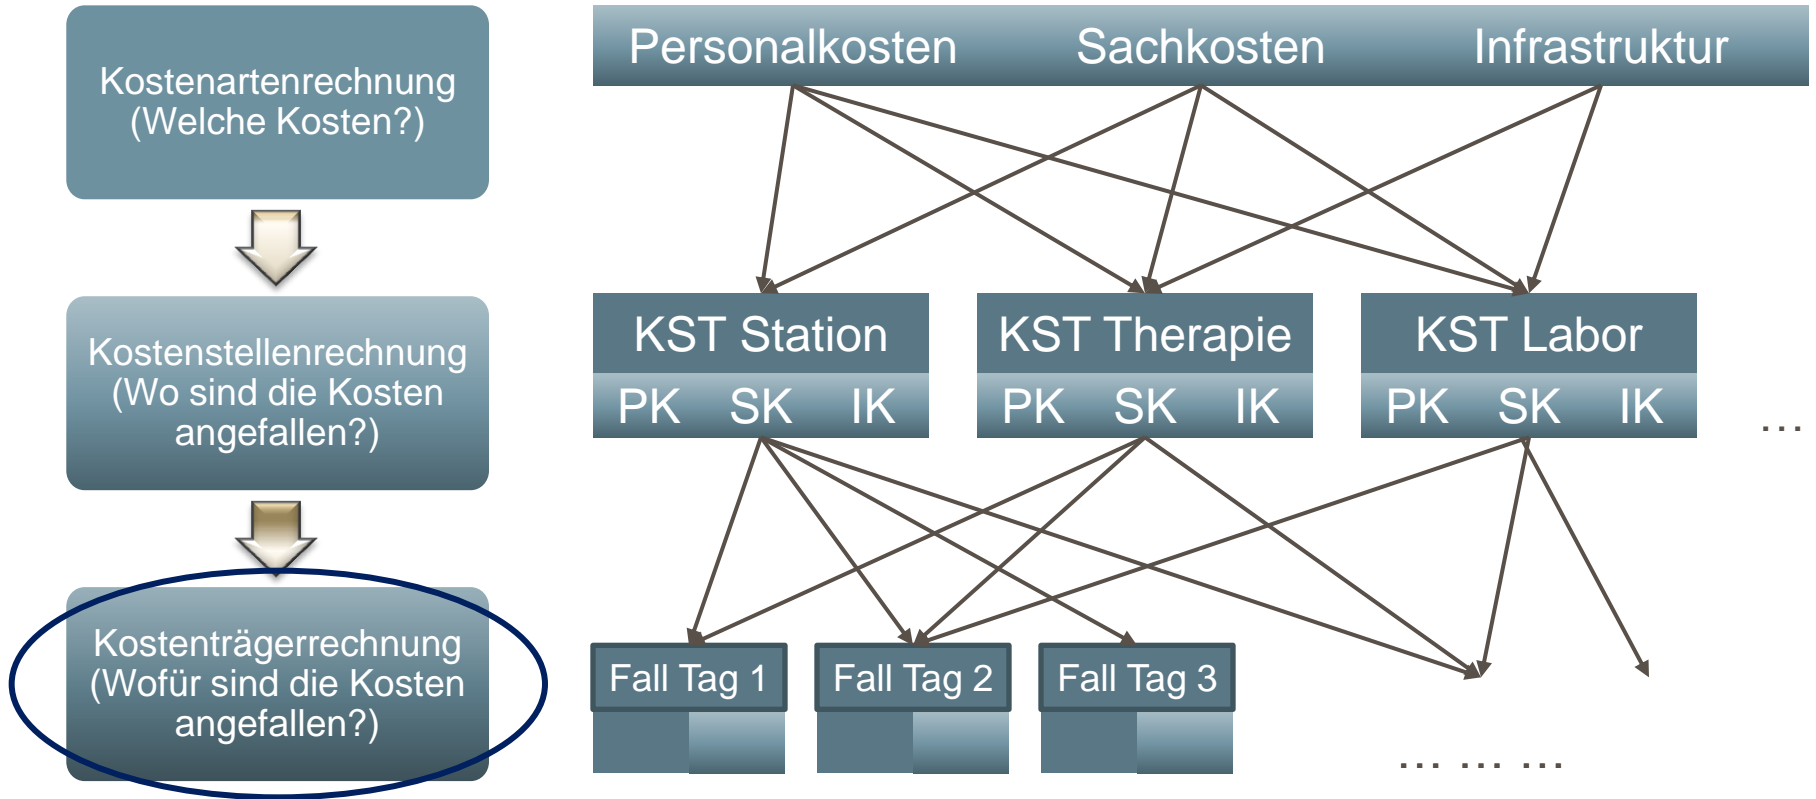 Kostenartenrechnung
(Welche Kosten?)
Kostenstellenrechnung
(Wo sind die Kosten
angefallen?)
Kostenträgerrechnung
(Wofür sind die Kosten
angefallen?)
Personalkosten Sachkosten Infrastruktur
KST Station KST Therapie KST Labor
PK SK IK PK SK IK PK SK IK
...
Fall Tag 1 Fall Tag 2 Fall Tag 3
... ... ...